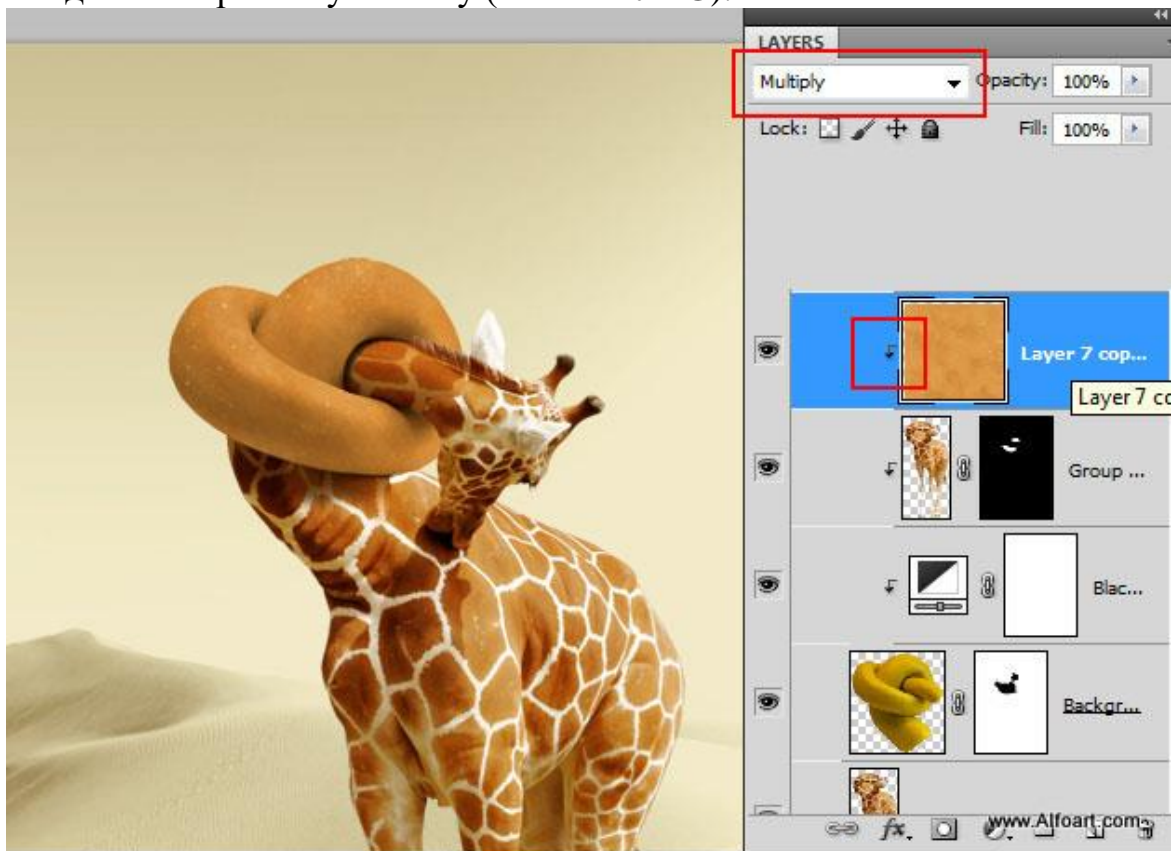 LAYERS
Multiply Opacity: 100%
Lock: Fill: 100%
Layer 7 cop...
Layer 7 co
Group ...
Blac...
Backgr...
fx.
www.Alfoart.com